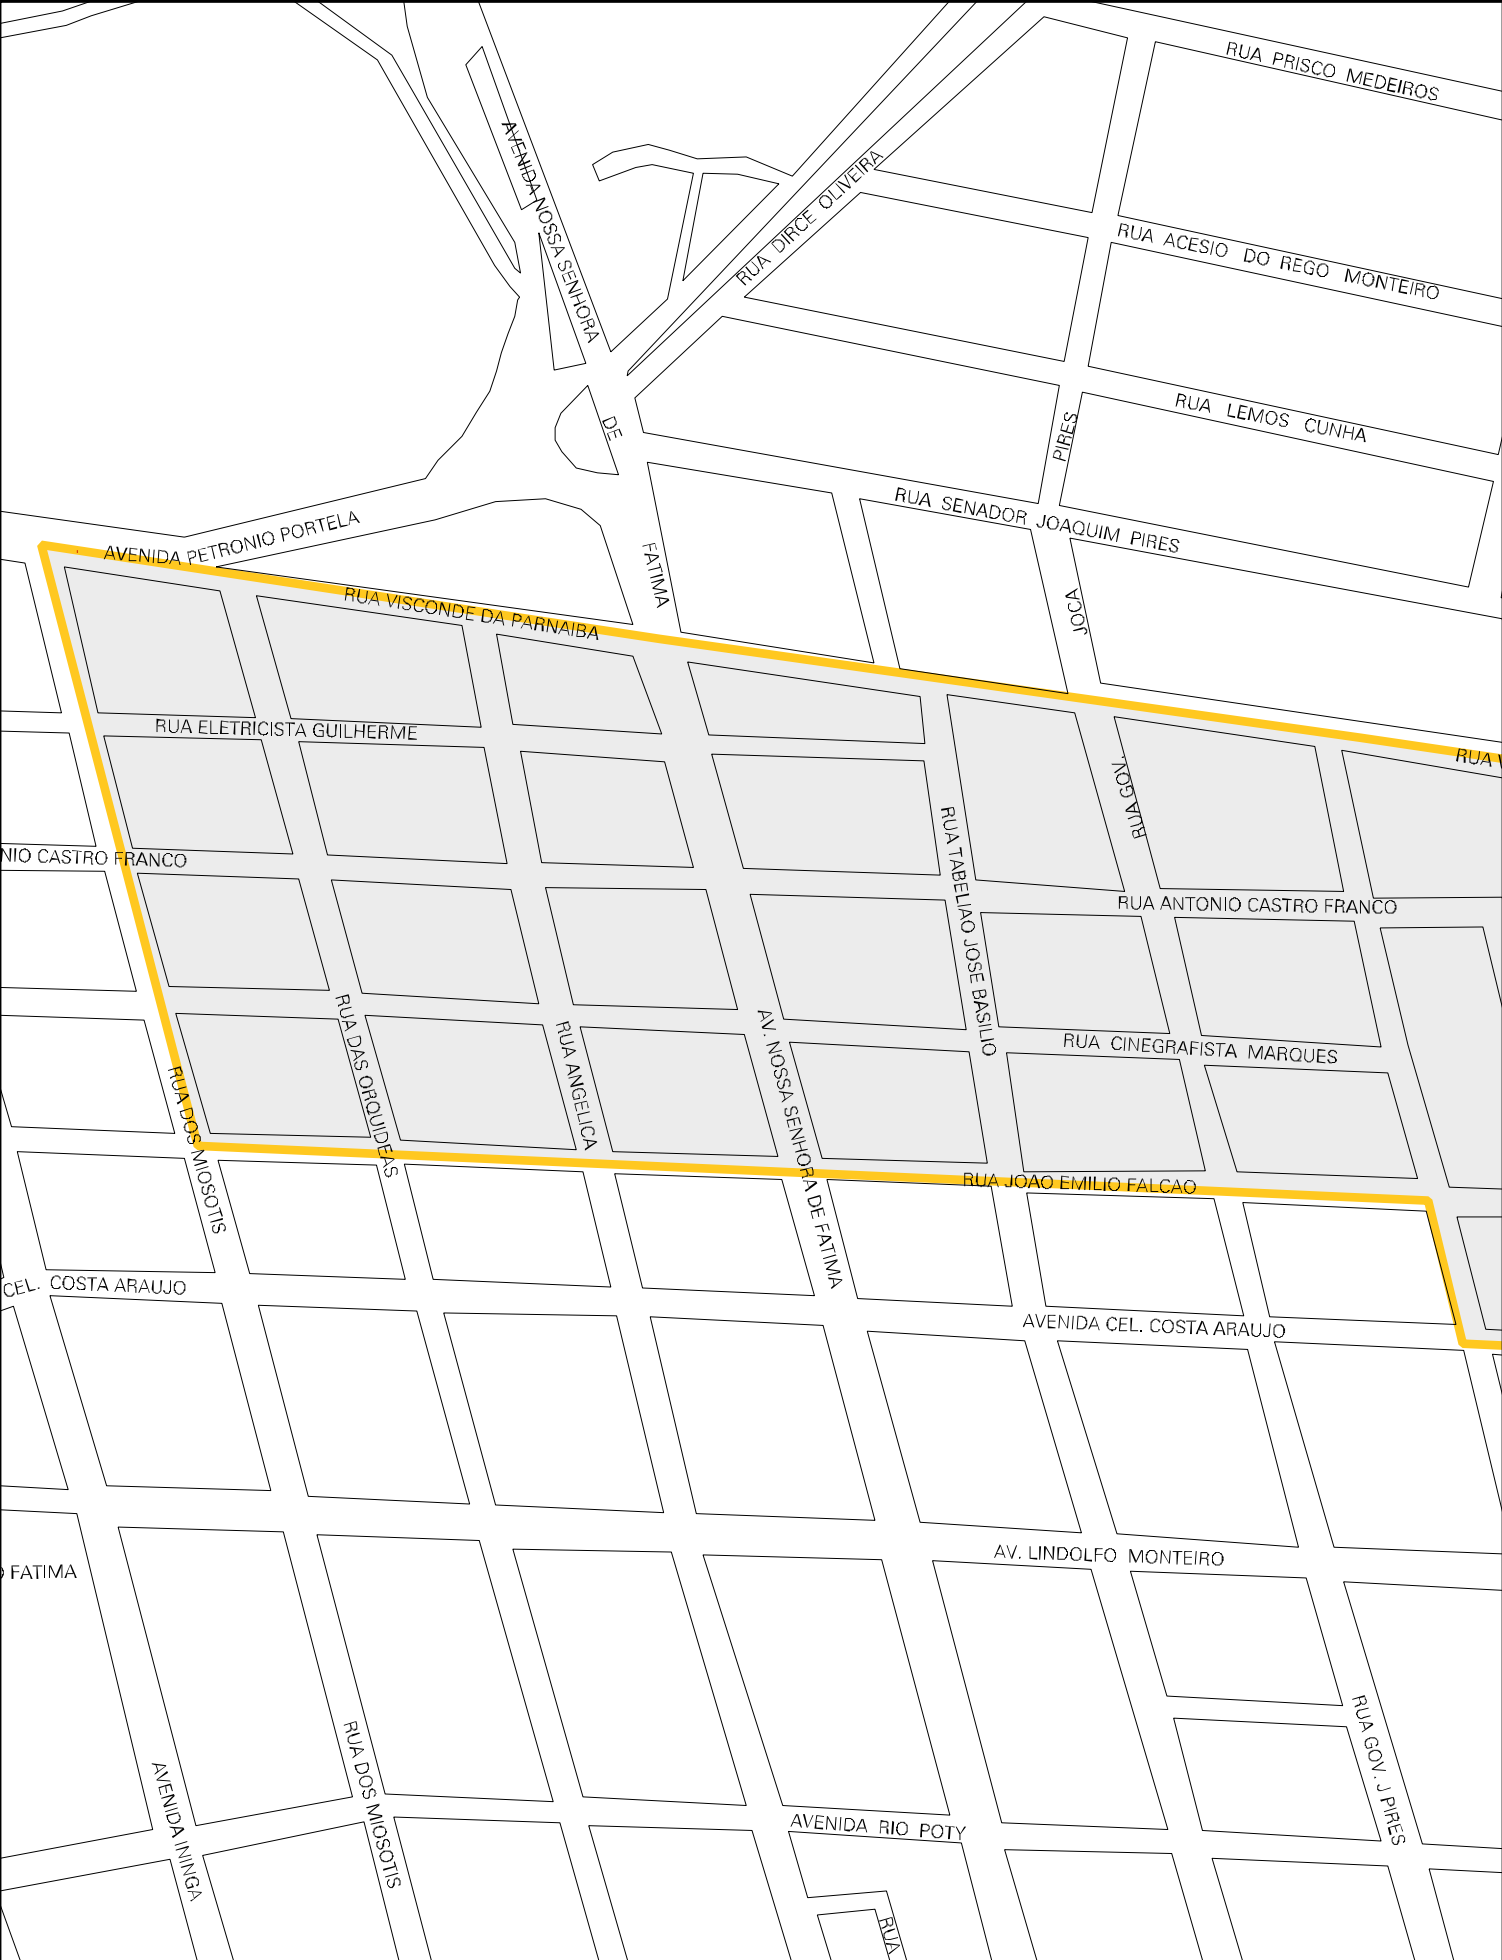 RUA PRISCO MEDEIROS
AVENIDA NOSSA SENHORA
RUA DIRCE OLIVEIRA
RUA ACESIO DO REGO MONTEIRO
RUA LEMOS CUNHA
DE
PIRES
RUA SENADOR JOAQUIM PIRES
AVENIDA PETRONIO PORTELA
FATIMA
RUA VISCONDE DA PARNAIBA
JOCA
RUA ELETRICISTA GUILHERME
RUA GOV.
RUA V
NIO CASTRO FRANCO
RUA TABELIAO JOSE BASILIO
RUA ANTONIO CASTRO FRANCO
RUA DAS ORQUIDEAS
RUA ANGELICA
AV. NOSSA SENHORA DE FATIMA
RUA CINEGRAFISTA MARQUES
RUA DOS MIOSOTIS
RUA JOAO EMILIO FALCAO
CEL. COSTA ARAUJO
AVENIDA CEL. COSTA ARAUJO
AV. LINDOLFO MONTEIRO
FATIMA
RUA GOV. J PIRES
RUA DOS MIOSOTIS
AVENIDA ININGA
AVENIDA RIO POTY
RUA